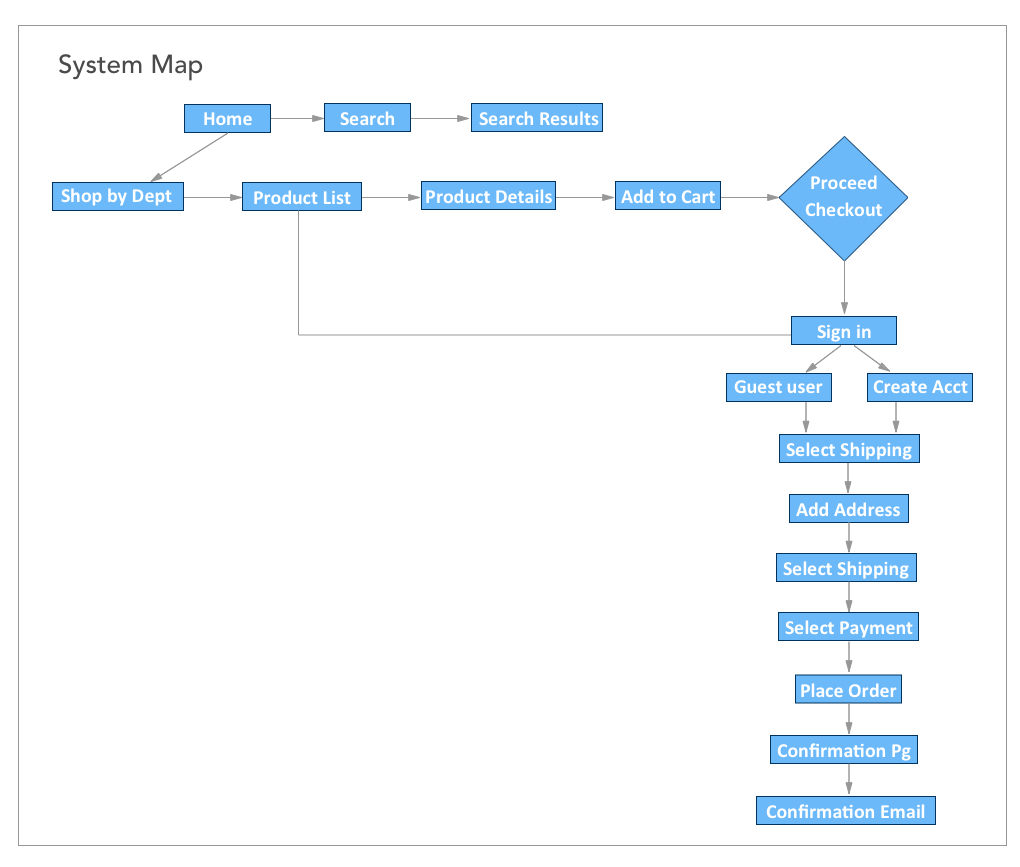 System Map
Home
Search
Search Results
Shop by Dept
Product List
Product Details
Add to Cart
Proceed
Checkout
Sign in
Guest user
Create Acct
Select Shipping
Add Address
Select Shipping
Select Payment
Place Order
Confirmation Pg
Confirmation Email